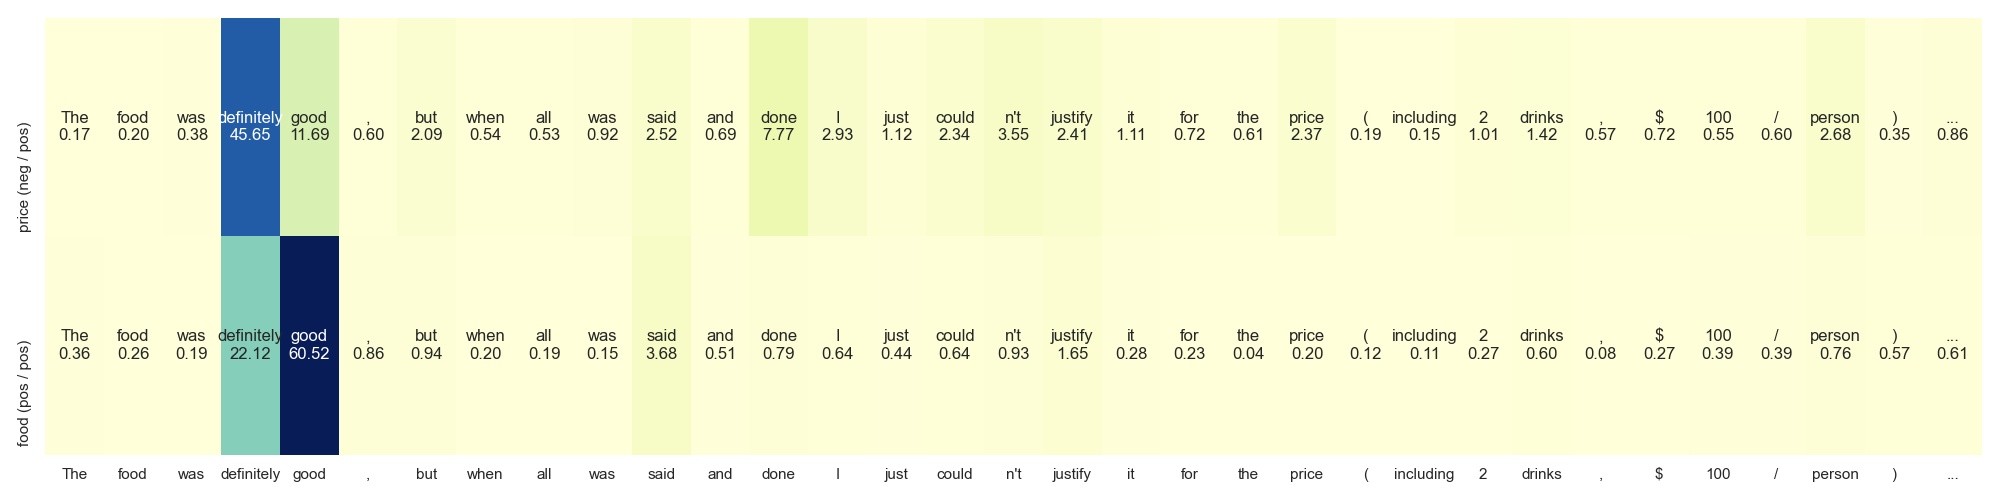 The food was definitely good , but when all was said and done I just could n't justify it for the price ( including 2 drinks , $ 100 / person ) ...
0.17 0.20 0.38 45.65 11.69 0.60 2.09 0.54 0.53 0.92 2.52 0.69 7.77 2.93 1.12 2.34 3.55 2.41 1.11 0.72 0.61 2.37 0.19 0.15 1.01 1.42 0.57 0.72 0.55 0.60 2.68 0.35 0.86
price (neg / pos)
The food was definitely good , but when all was said and done I just could n't justify it for the price ( including 2 drinks , $ 100 / person ) ...
0.36 0.26 0.19 22.12 60.52 0.86 0.94 0.20 0.19 0.15 3.68 0.51 0.79 0.64 0.44 0.64 0.93 1.65 0.28 0.23 0.04 0.20 0.12 0.11 0.27 0.60 0.08 0.27 0.39 0.39 0.76 0.57 0.61
food (pos / pos)
The food was definitely good , but when all was said and done I just could n't justify it for the price ( including 2 drinks , $ 100 / person ) ...